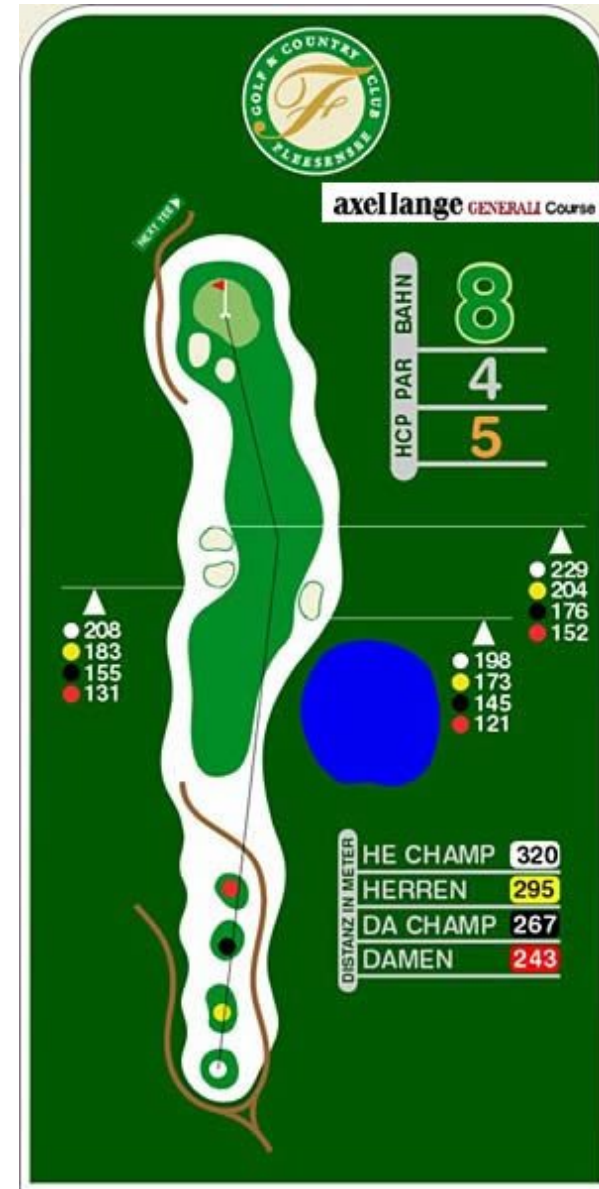 GOLF & COUNTRY CLUB
FLEESENSEE
F
axel lange GENERALI Course
NEXT TEE
BAHN 8
PAR 4
HCP 5
229
204
176
152
208
183
155
131
198
173
145
121
DISTANZ IN METER
HE CHAMP 320
HERREN 295
DA CHAMP 267
DAMEN 243